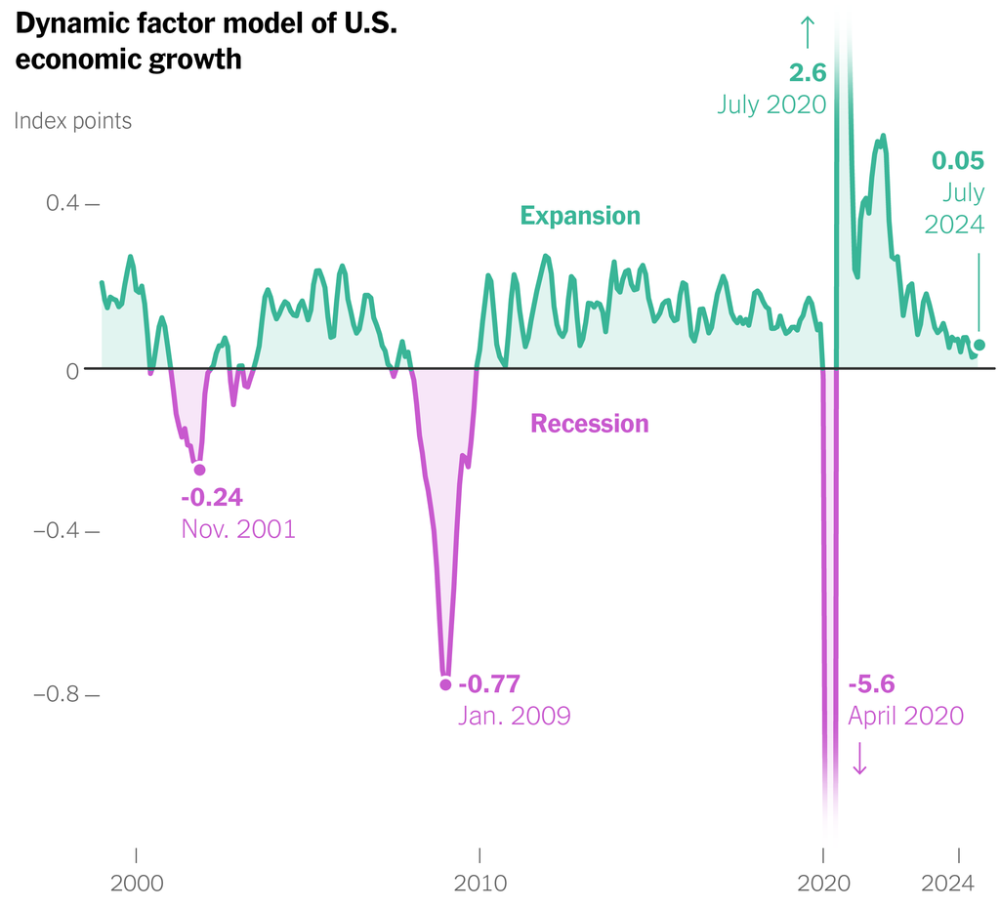 Dynamic factor model of U.S.
economic growth
Index points
2.6
July 2020
0.05
July
2024
0.4
Expansion
0
Recession
-0.24
Nov. 2001
–0.4
-0.77
Jan. 2009
-5.6
April 2020
–0.8
2000
2010
2020
2024